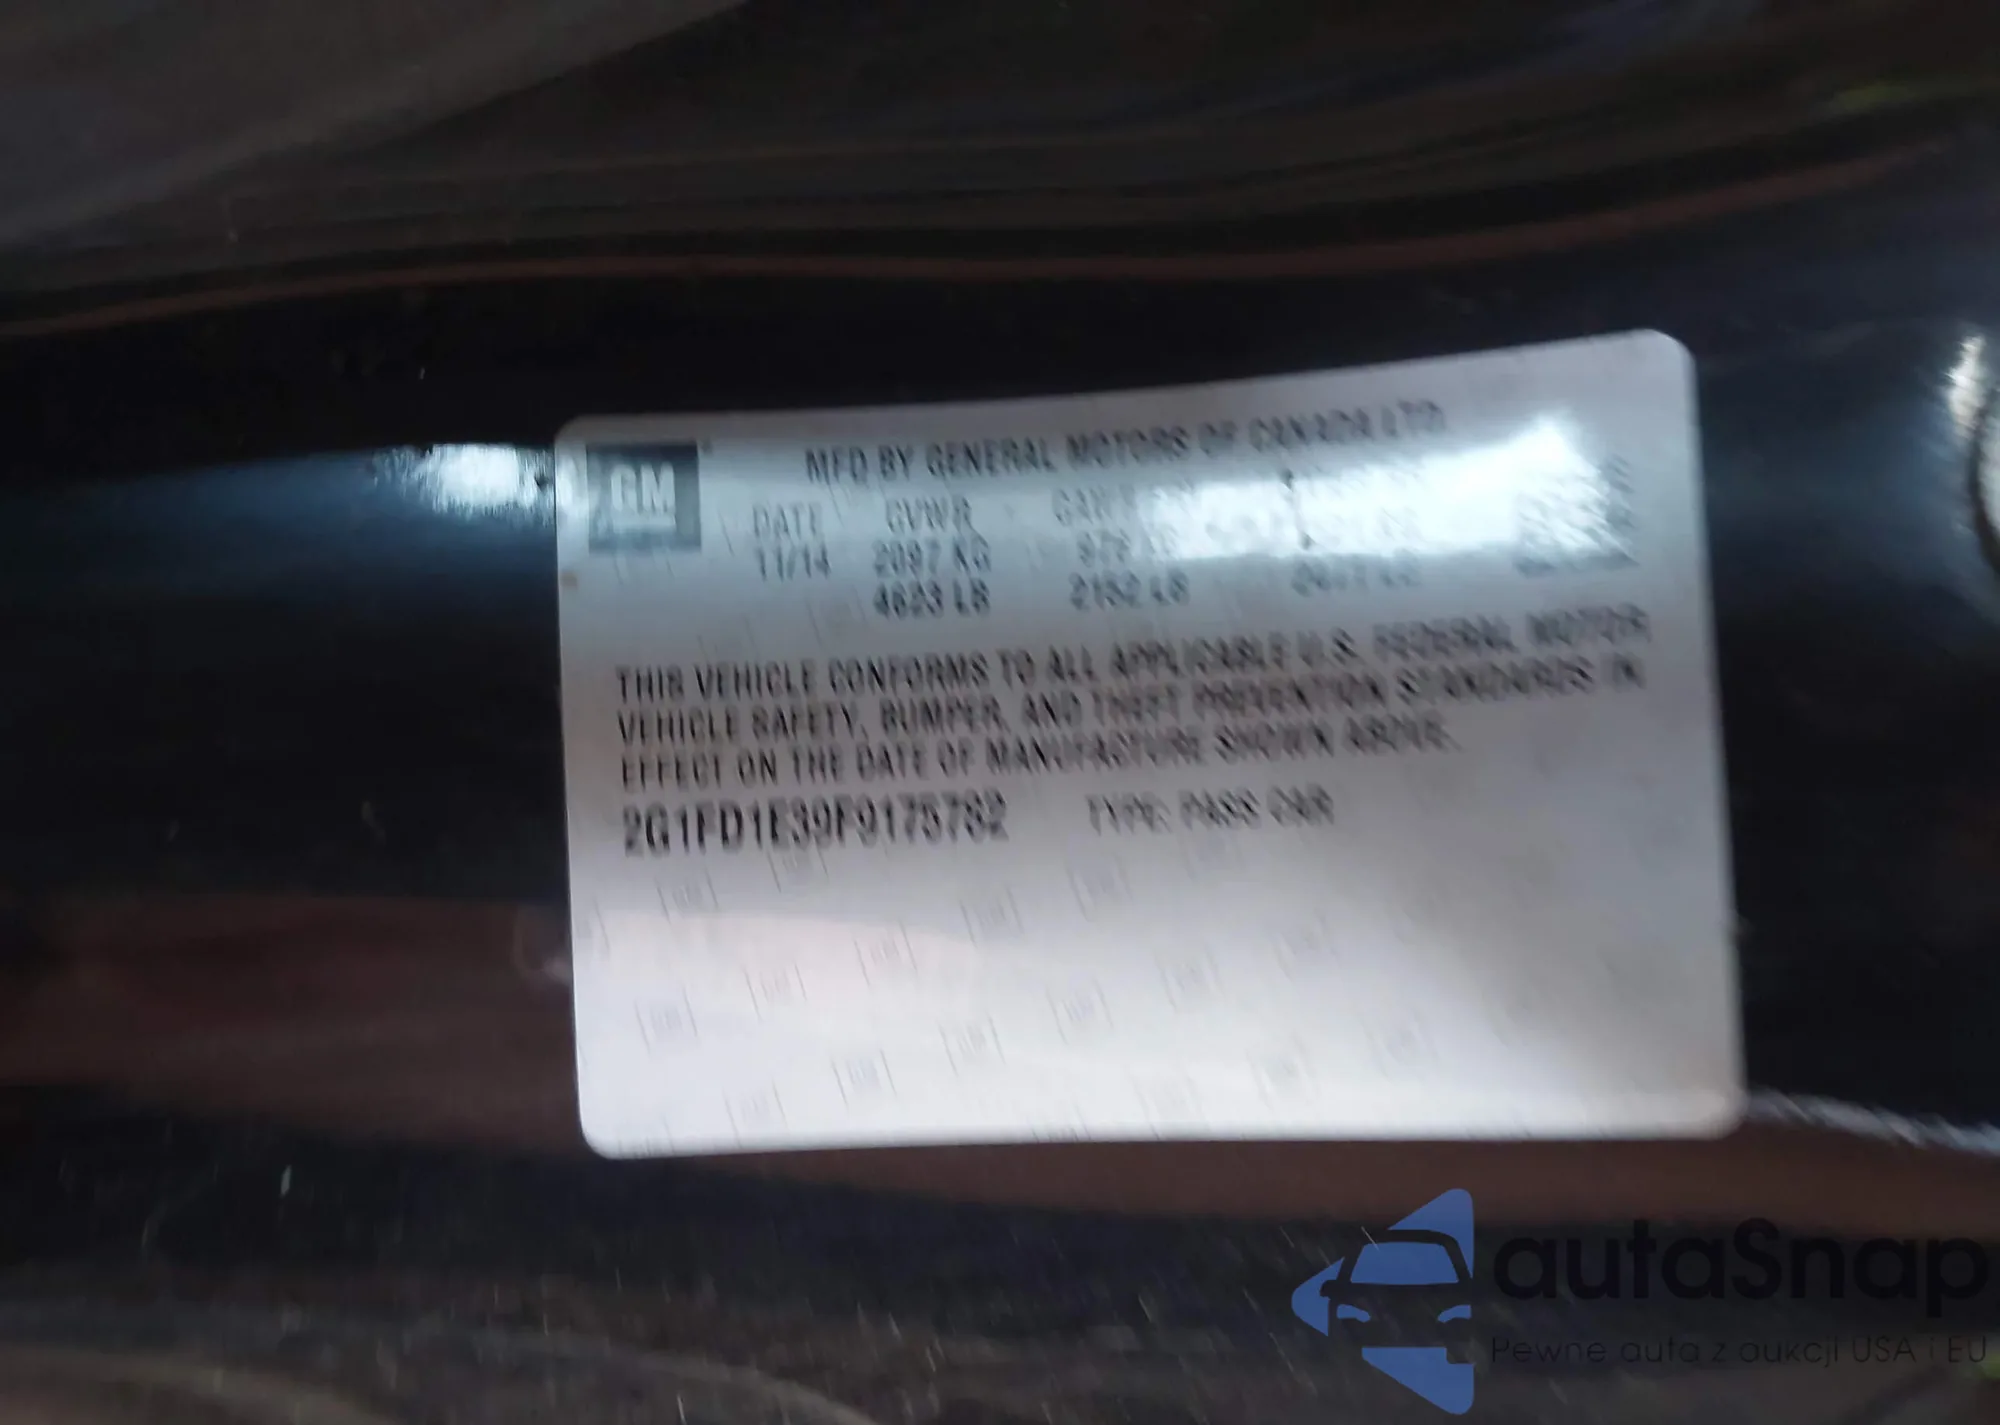 GM
MFD BY GENERAL MOTORS OF CANADA LTD
DATE GVWR
11/14 2097 KG
4623 LB 2152 LB
THIS VEHICLE CONFORMS TO ALL APPLICABLE U.S. FEDERAL MOTOR
VEHICLE SAFETY, BUMPER, AND THEFT PREVENTION STANDARDS IN
EFFECT ON THE DATE OF MANUFACTURE SHOWN ABOVE.
2G1FD1E39F9175782 TYPE: PASS CAR
autaSnap
Pewne auta z aukcji USA i EU